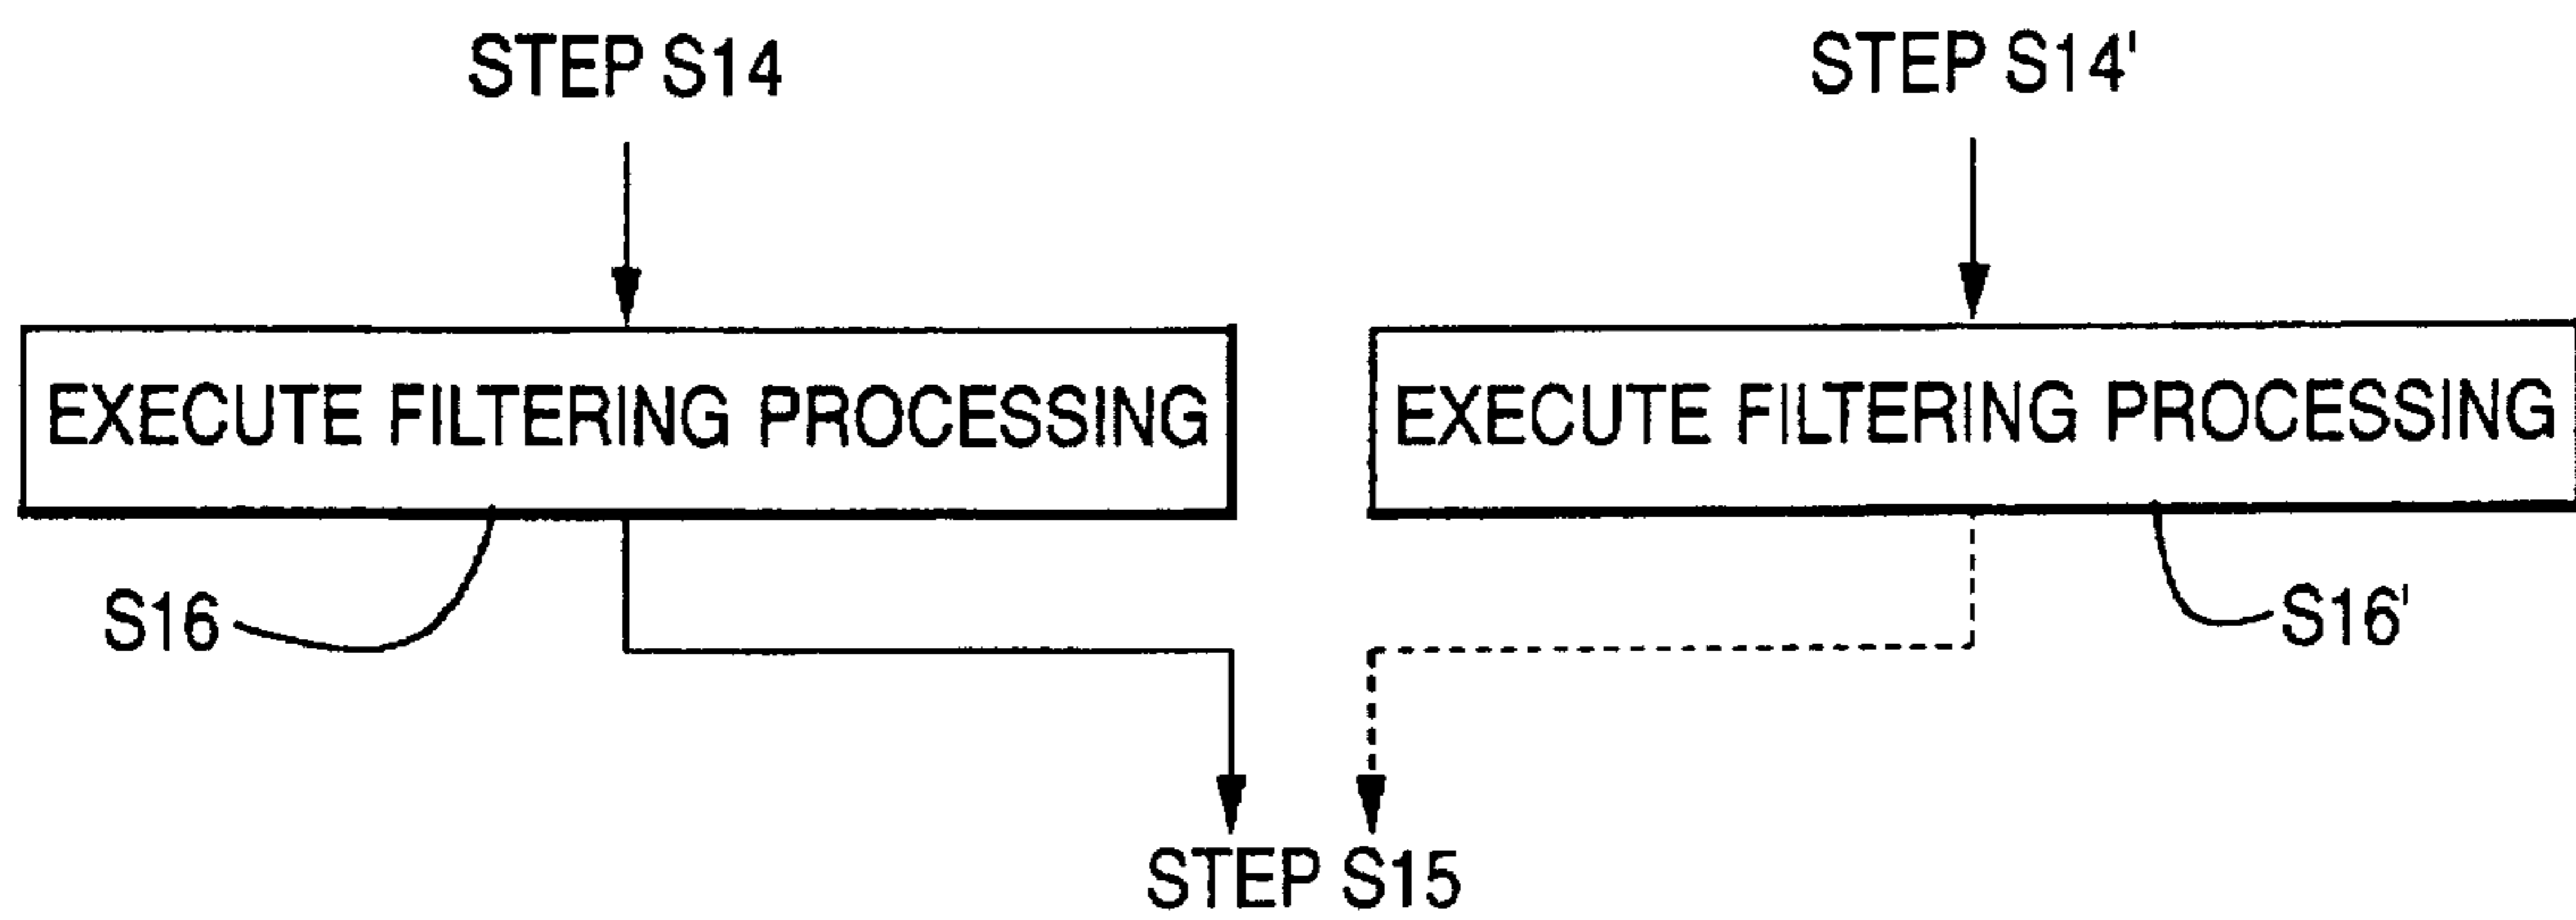 STEP S14
STEP S14'
EXECUTE FILTERING PROCESSING
EXECUTE FILTERING PROCESSING
S16
S16'
STEP S15